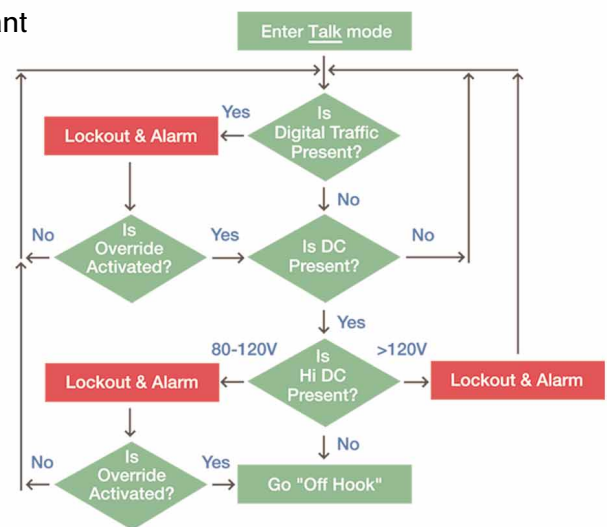 ant
Enter Talk mode
Is
Digital Traffic
Present?
Yes
Lockout & Alarm
No
Is
Override
Activated?
No
Yes
Is DC
Present?
No
Yes
80-120V
Is
Hi DC
Present?
>120V
Lockout & Alarm
Lockout & Alarm
No
Is
Override
Activated?
No
Yes
Go "Off Hook"